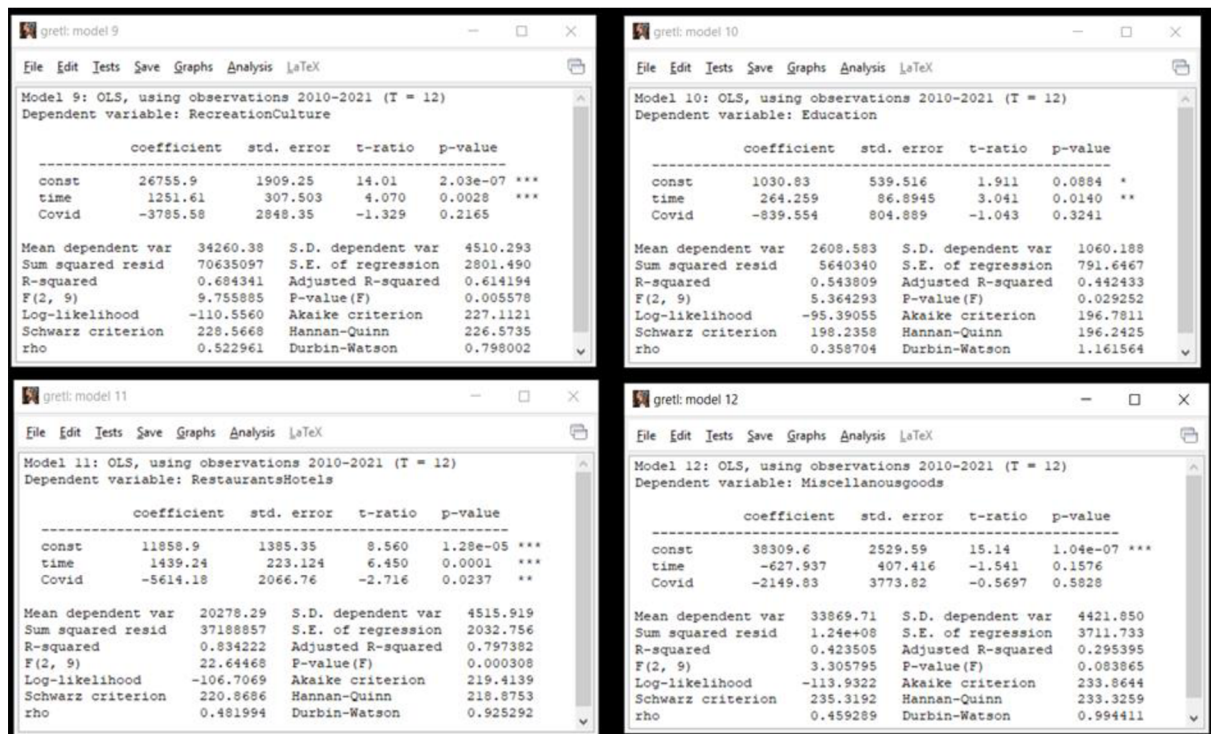 gretl: model 9
File Edit Tests Save Graphs Analysis LaTeX
Model 9: OLS, using observations 2010-2021 (T = 12)
Dependent variable: RecreationCulture
coefficient std. error t-ratio p-value
const 26755.9 1909.25 14.01 2.03e-07 ***
time 1251.61 307.503 4.070 0.0028 ***
Covid -3785.58 2848.35 -1.329 0.2165
Mean dependent var 34260.38 S.D. dependent var 4510.293
Sum squared resid 70635097 S.E. of regression 2801.490
R-squared 0.684341 Adjusted R-squared 0.614194
F(2, 9) 9.755885 P-value(F) 0.005578
Log-likelihood -110.5560 Akaike criterion 227.1121
Schwarz criterion 228.5668 Hannan-Quinn 226.5735
rho 0.522961 Durbin-Watson 0.798002
gretl: model 10
File Edit Tests Save Graphs Analysis LaTeX
Model 10: OLS, using observations 2010-2021 (T = 12)
Dependent variable: Education
coefficient std. error t-ratio p-value
const 1030.83 539.516 1.911 0.0884 *
time 264.259 86.8945 3.041 0.0140 **
Covid -839.554 804.889 -1.043 0.3241
Mean dependent var 2608.583 S.D. dependent var 1060.188
Sum squared resid 5640340 S.E. of regression 791.6467
R-squared 0.543809 Adjusted R-squared 0.442433
F(2, 9) 5.364293 P-value(F) 0.029252
Log-likelihood -95.39055 Akaike criterion 196.7811
Schwarz criterion 198.2358 Hannan-Quinn 196.2425
rho 0.358704 Durbin-Watson 1.161564
gretl: model 11
File Edit Tests Save Graphs Analysis LaTeX
Model 11: OLS, using observations 2010-2021 (T = 12)
Dependent variable: RestaurantsHotels
coefficient std. error t-ratio p-value
const 11858.9 1385.35 8.560 1.28e-05 ***
time 1439.24 223.124 6.450 0.0001 ***
Covid -5614.18 2066.76 -2.716 0.0237 **
Mean dependent var 20278.29 S.D. dependent var 4515.919
Sum squared resid 37188857 S.E. of regression 2032.756
R-squared 0.834222 Adjusted R-squared 0.797382
F(2, 9) 22.64468 P-value(F) 0.000308
Log-likelihood -106.7069 Akaike criterion 219.4139
Schwarz criterion 220.8686 Hannan-Quinn 218.8753
rho 0.481994 Durbin-Watson 0.925292
gretl: model 12
File Edit Tests Save Graphs Analysis LaTeX
Model 12: OLS, using observations 2010-2021 (T = 12)
Dependent variable: Miscellanousgoods
coefficient std. error t-ratio p-value
const 38309.6 2529.59 15.14 1.04e-07 ***
time -627.937 407.416 -1.541 0.1576
Covid -2149.83 3773.82 -0.5697 0.5828
Mean dependent var 33869.71 S.D. dependent var 4421.850
Sum squared resid 1.24e+08 S.E. of regression 3711.733
R-squared 0.423505 Adjusted R-squared 0.295395
F(2, 9) 3.305795 P-value(F) 0.083865
Log-likelihood -113.9322 Akaike criterion 233.8644
Schwarz criterion 235.3192 Hannan-Quinn 233.3259
rho 0.459289 Durbin-Watson 0.994411